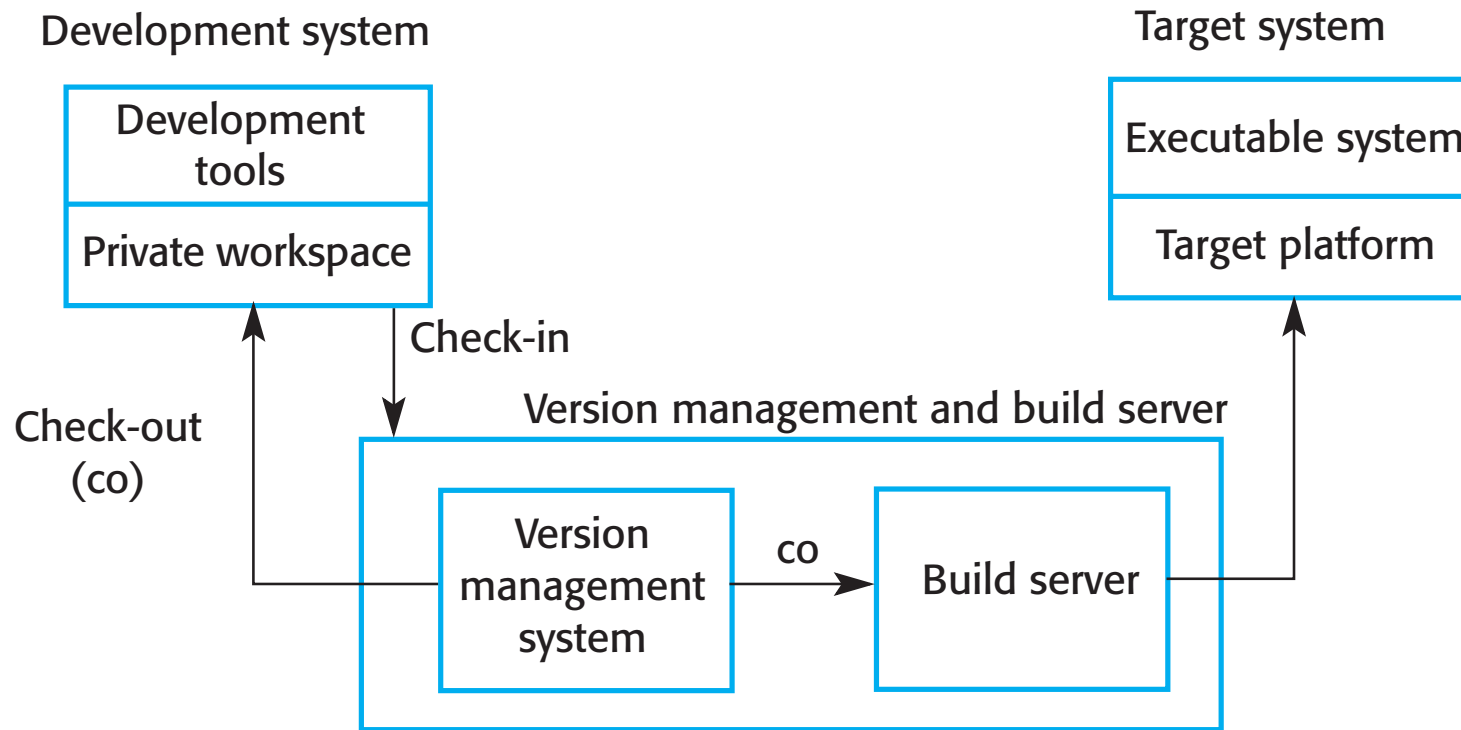 Development system
Target system
Development
tools
Private workspace
Executable system
Target platform
Check-in
Check-out
(co)
Version management and build server
Version
management
system
co
Build server